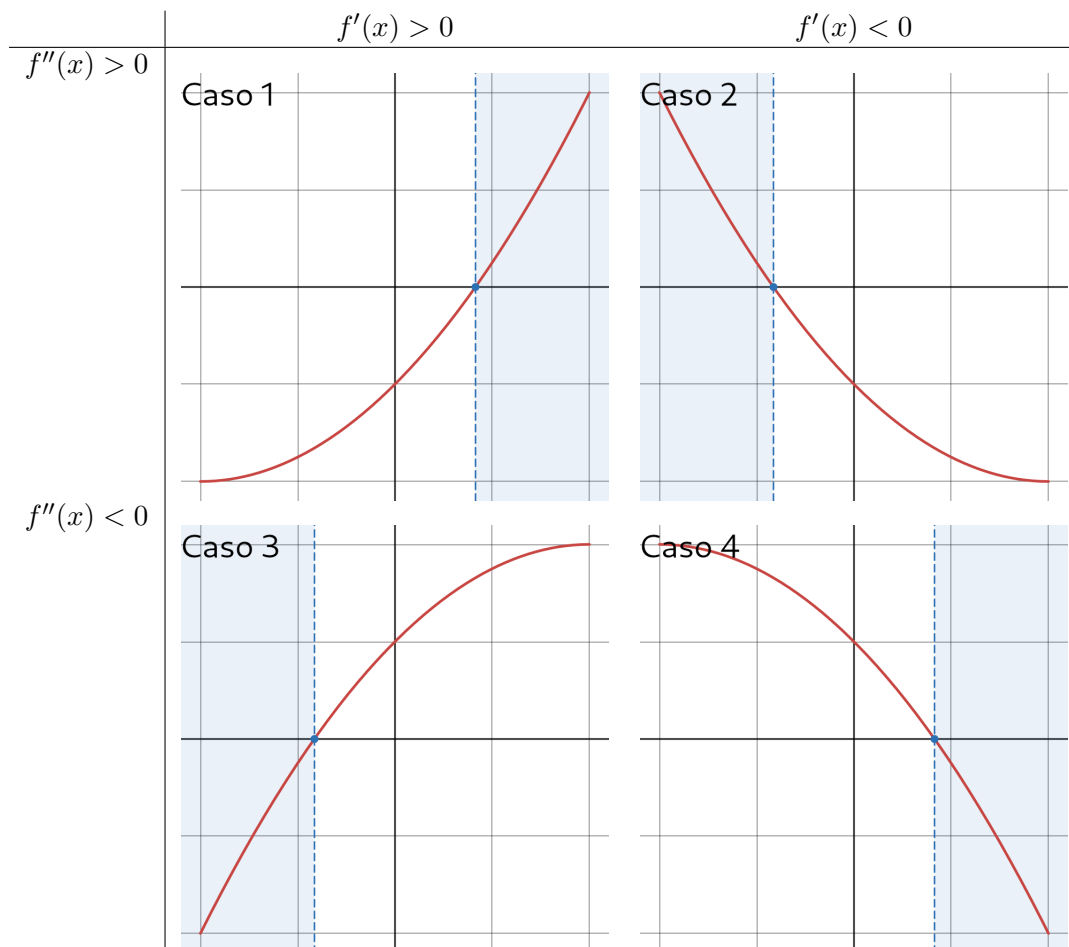 f′(x) > 0
f′(x) < 0
f′′(x) > 0
Caso 1
Caso 2
f′′(x) < 0
Caso 3
Caso 4